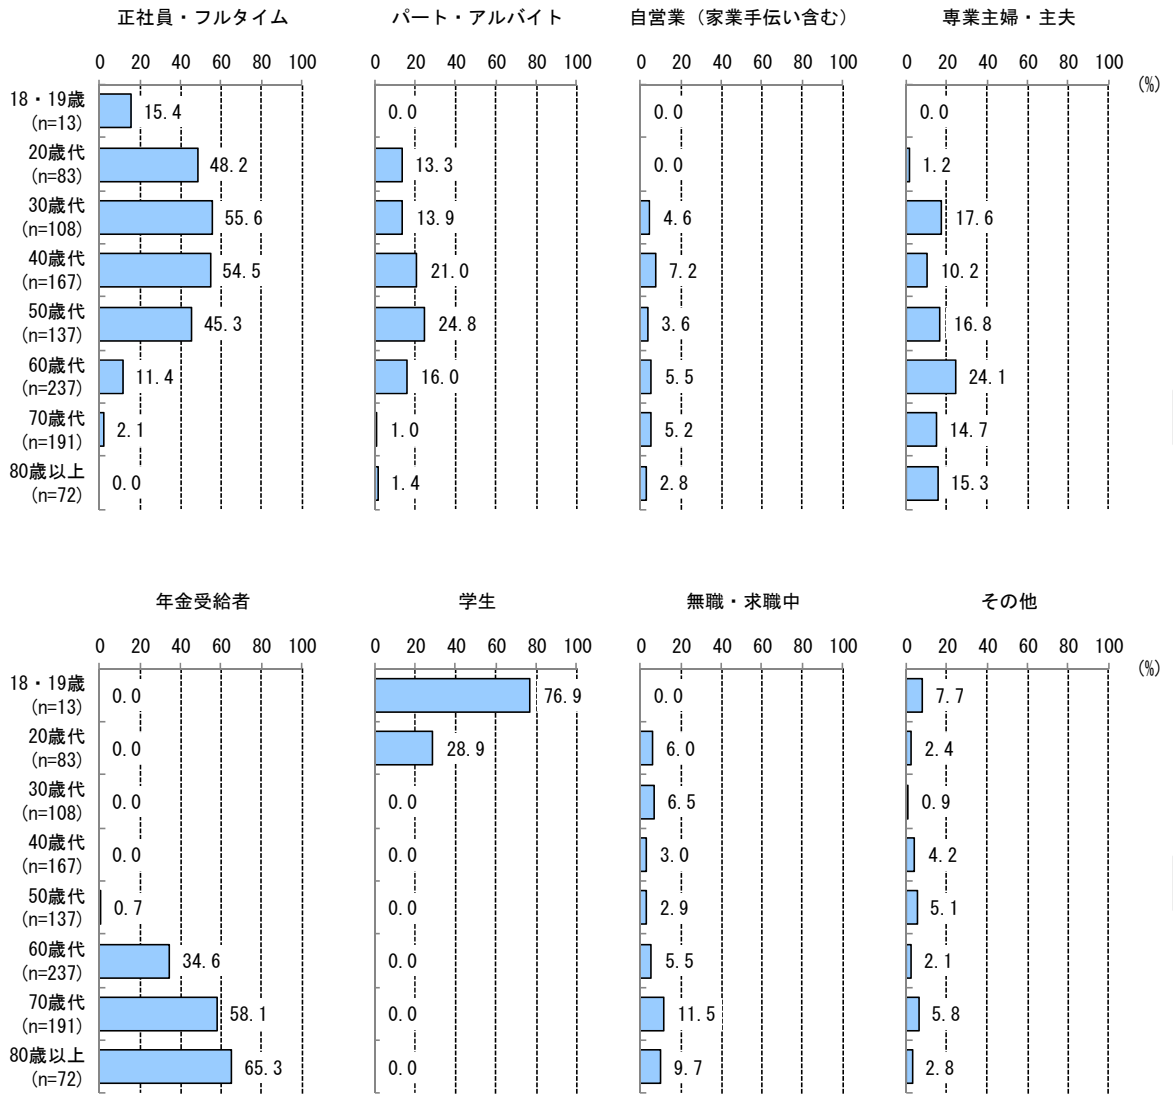 正社員・フルタイム
パート・アルバイト
自営業（家業手伝い含む）
専業主婦・主夫
0 20 40 60 80 100
0 20 40 60 80 100
0 20 40 60 80 100
0 20 40 60 80 100
(%)
18・19歳
(n=13)
15.4
0.0
0.0
0.0
20歳代
(n=83)
48.2
13.3
0.0
1.2
30歳代
(n=108)
55.6
13.9
4.6
17.6
40歳代
(n=167)
54.5
21.0
7.2
10.2
50歳代
(n=137)
45.3
24.8
3.6
16.8
60歳代
(n=237)
11.4
16.0
5.5
24.1
70歳代
(n=191)
2.1
1.0
5.2
14.7
80歳以上
(n=72)
0.0
1.4
2.8
15.3
年金受給者
学生
無職・求職中
その他
0 20 40 60 80 100
0 20 40 60 80 100
0 20 40 60 80 100
0 20 40 60 80 100
(%)
18・19歳
(n=13)
0.0
76.9
0.0
7.7
20歳代
(n=83)
0.0
28.9
6.0
2.4
30歳代
(n=108)
0.0
0.0
6.5
0.9
40歳代
(n=167)
0.0
0.0
3.0
4.2
50歳代
(n=137)
0.7
0.0
2.9
5.1
60歳代
(n=237)
34.6
0.0
5.5
2.1
70歳代
(n=191)
58.1
0.0
11.5
5.8
80歳以上
(n=72)
65.3
0.0
9.7
2.8